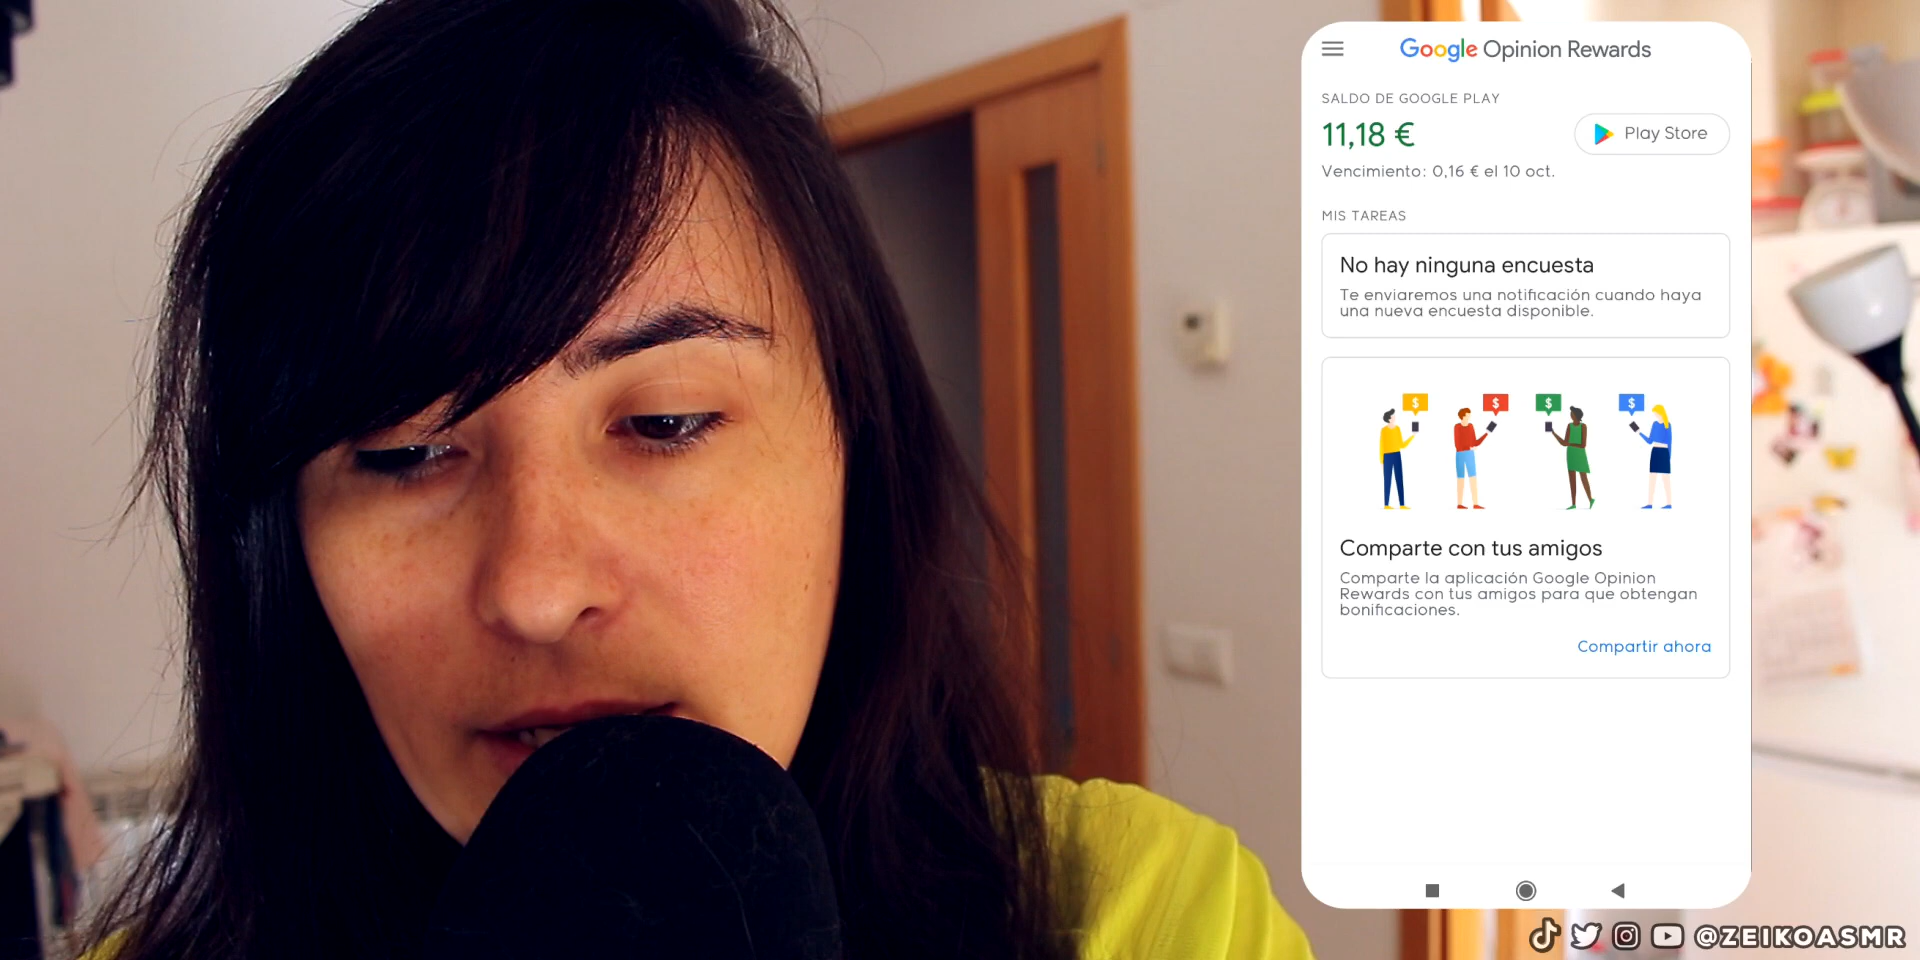 Google Opinion Rewards
SALDO DE GOOGLE PLAY
11,18 €
Play Store
Vencimiento: 0,16 € el 10 oct.
MIS TAREAS
No hay ninguna encuesta
Te enviaremos una notificación cuando haya
una nueva encuesta disponible.
$ $ $ $
Comparte con tus amigos
Comparte la aplicación Google Opinion
Rewards con tus amigos para que obtengan
bonificaciones.
Compartir ahora
@ZEIKOASMR